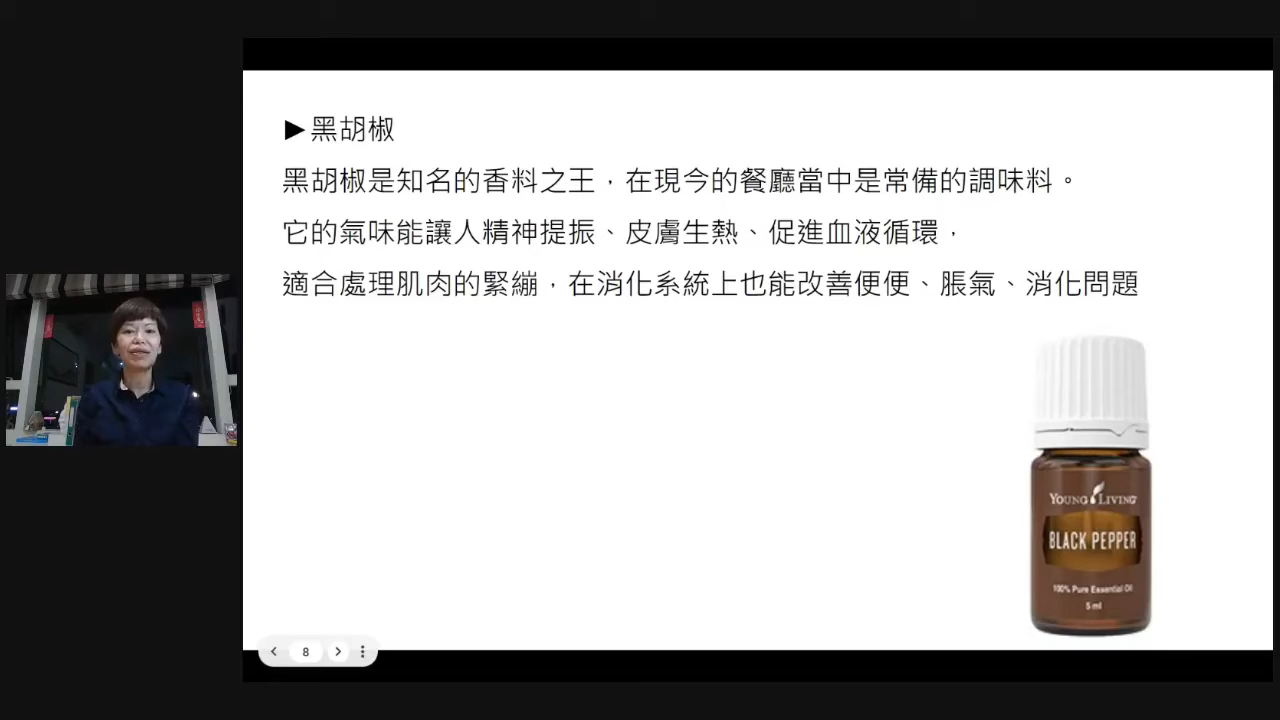 ►黑胡椒
黑胡椒是知名的香料之王，在現今的餐廳當中是常備的調味料。
它的氣味能讓人精神提振、皮膚生熱、促進血液循環，
適合處理肌肉的緊繃，在消化系統上也能改善便便、脹氣、消化問題
YOUNG LIVING
BLACK PEPPER
100% Pure Essential Oil
5 ml
8